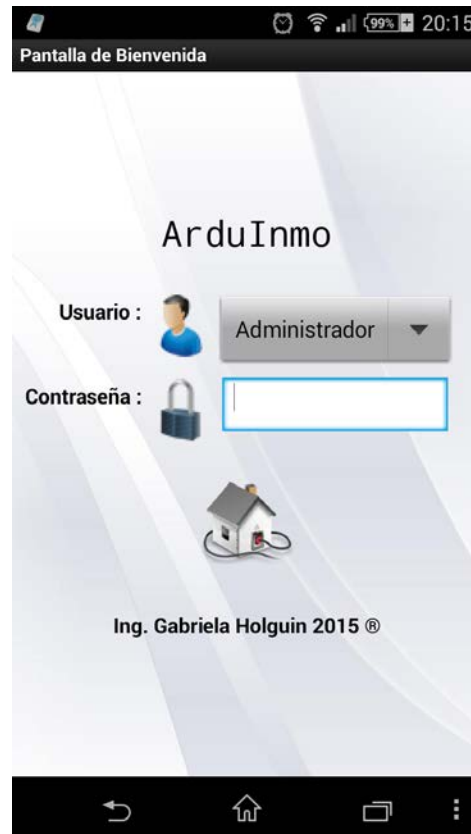 99% 20:15
Pantalla de Bienvenida
ArduInmo
Usuario :
Administrador
Contraseña :
Ing. Gabriela Holguin 2015 ®